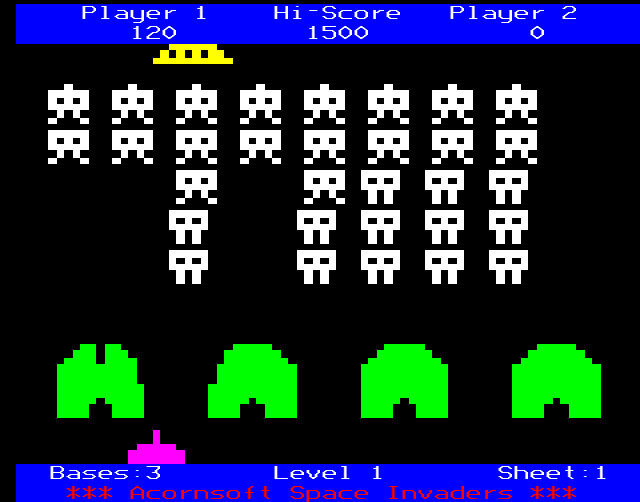 Player 1 Hi-Score Player 2
120 1500 0
Bases:3 Level 1 Sheet:1
*** Acornsoft Space Invaders ***